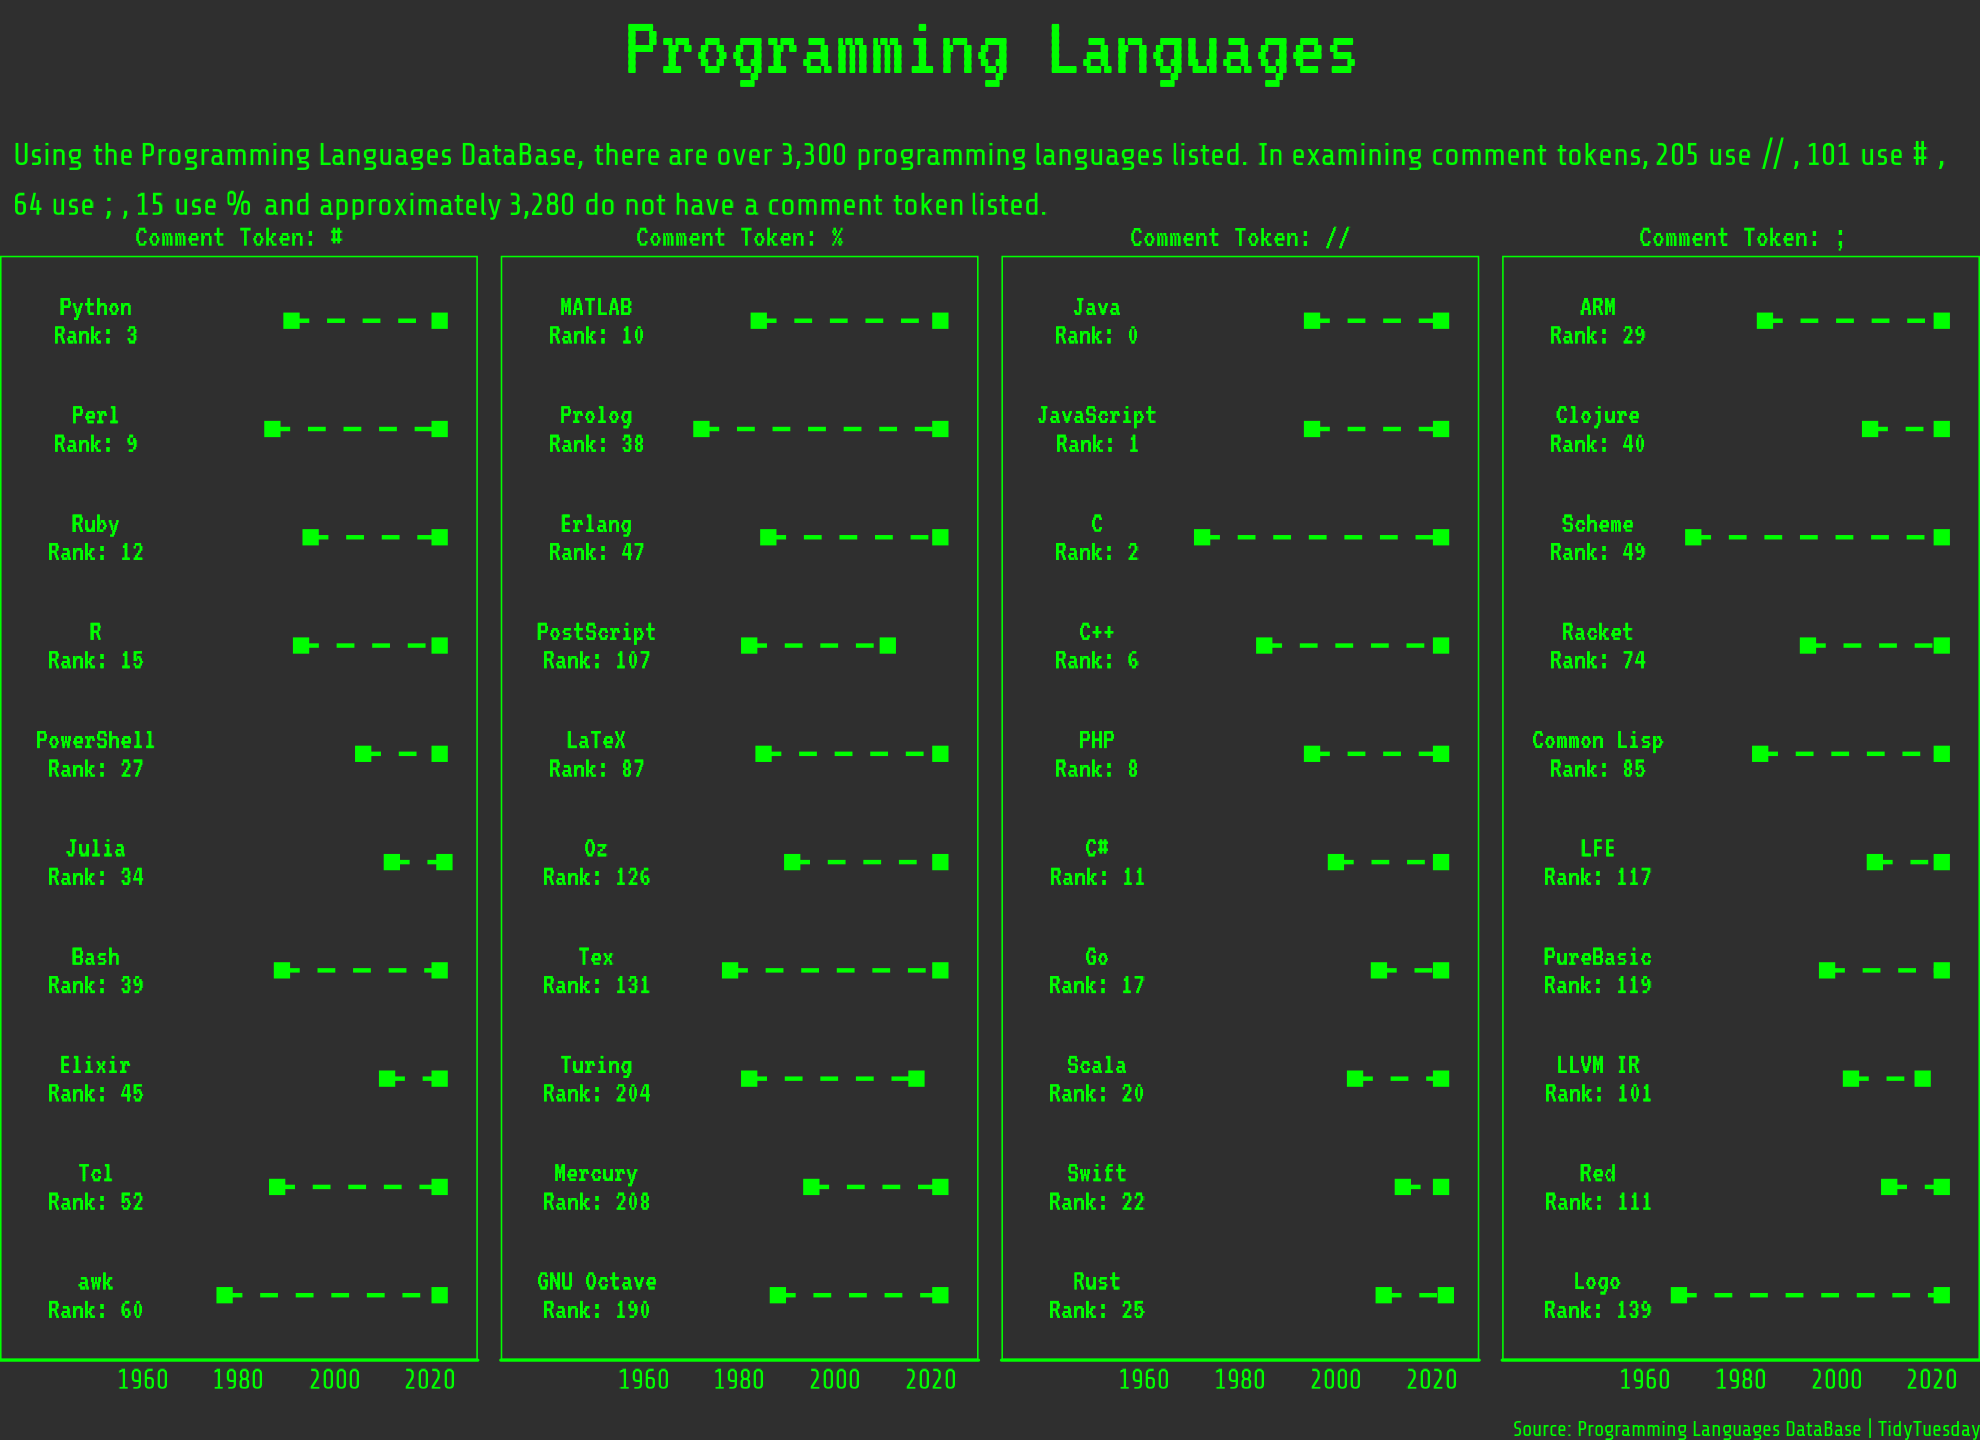 Programming Languages
Using the Programming Languages DataBase, there are over 3,300 programming languages listed. In examining comment tokens, 205 use // , 101 use # ,
64 use ; , 15 use % and approximately 3,280 do not have a comment token listed.
Comment Token: #
Python
Rank: 3
Perl
Rank: 9
Ruby
Rank: 12
R
Rank: 15
PowerShell
Rank: 27
Julia
Rank: 34
Bash
Rank: 39
Elixir
Rank: 45
Tcl
Rank: 52
awk
Rank: 60
1960 1980 2000 2020
Comment Token: %
MATLAB
Rank: 10
Prolog
Rank: 38
Erlang
Rank: 47
PostScript
Rank: 107
LaTeX
Rank: 87
Oz
Rank: 126
Tex
Rank: 131
Turing
Rank: 204
Mercury
Rank: 208
GNU Octave
Rank: 190
1960 1980 2000 2020
Comment Token: //
Java
Rank: 0
JavaScript
Rank: 1
C
Rank: 2
C++
Rank: 6
PHP
Rank: 8
C#
Rank: 11
Go
Rank: 17
Scala
Rank: 20
Swift
Rank: 22
Rust
Rank: 25
1960 1980 2000 2020
Comment Token: ;
ARM
Rank: 29
Clojure
Rank: 40
Scheme
Rank: 49
Racket
Rank: 74
Common Lisp
Rank: 85
LFE
Rank: 117
PureBasic
Rank: 119
LLVM IR
Rank: 101
Red
Rank: 111
Logo
Rank: 139
1960 1980 2000 2020
Source: Programming Languages DataBase | TidyTuesday